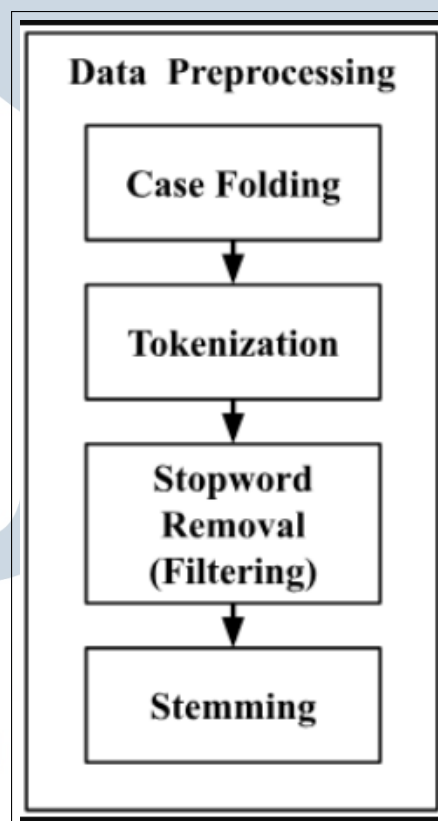 Data Preprocessing
Case Folding
Tokenization
Stopword
Removal
(Filtering)
Stemming